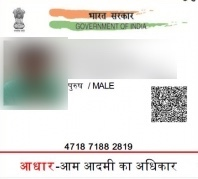 भारत सरकार
GOVERNMENT OF INDIA
पुरुष / MALE
4718 7188 2819
आधार-आम आदमी का अधिकार